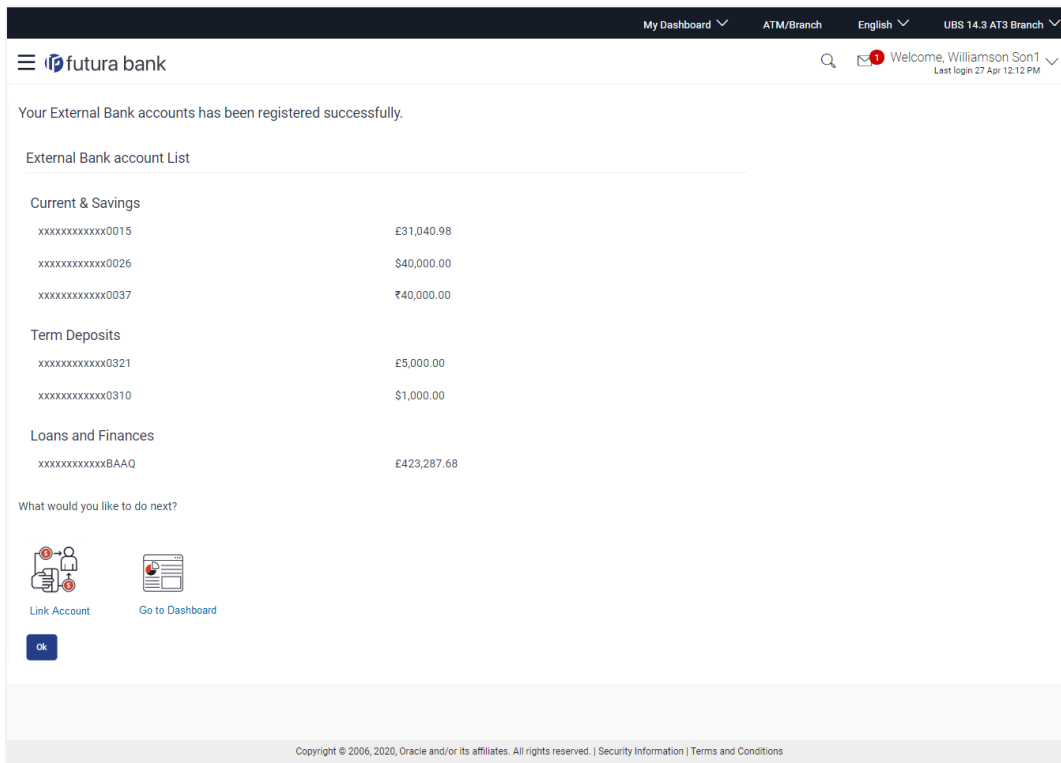 My Dashboard ATM/Branch English UBS 14.3 AT3 Branch
futura bank
1 Welcome, Williamson Son1
Last login 27 Apr 12:12 PM
Your External Bank accounts has been registered successfully.
External Bank account List
Current & Savings
xxxxxxxxxxxx0015 £31,040.98
xxxxxxxxxxxx0026 $40,000.00
xxxxxxxxxxxx0037 ₹40,000.00
Term Deposits
xxxxxxxxxxxx0321 £5,000.00
xxxxxxxxxxxx0310 $1,000.00
Loans and Finances
xxxxxxxxxxxxBAAQ £423,287.68
What would you like to do next?
Link Account Go to Dashboard
Ok
Copyright © 2006, 2020, Oracle and/or its affiliates. All rights reserved. | Security Information | Terms and Conditions